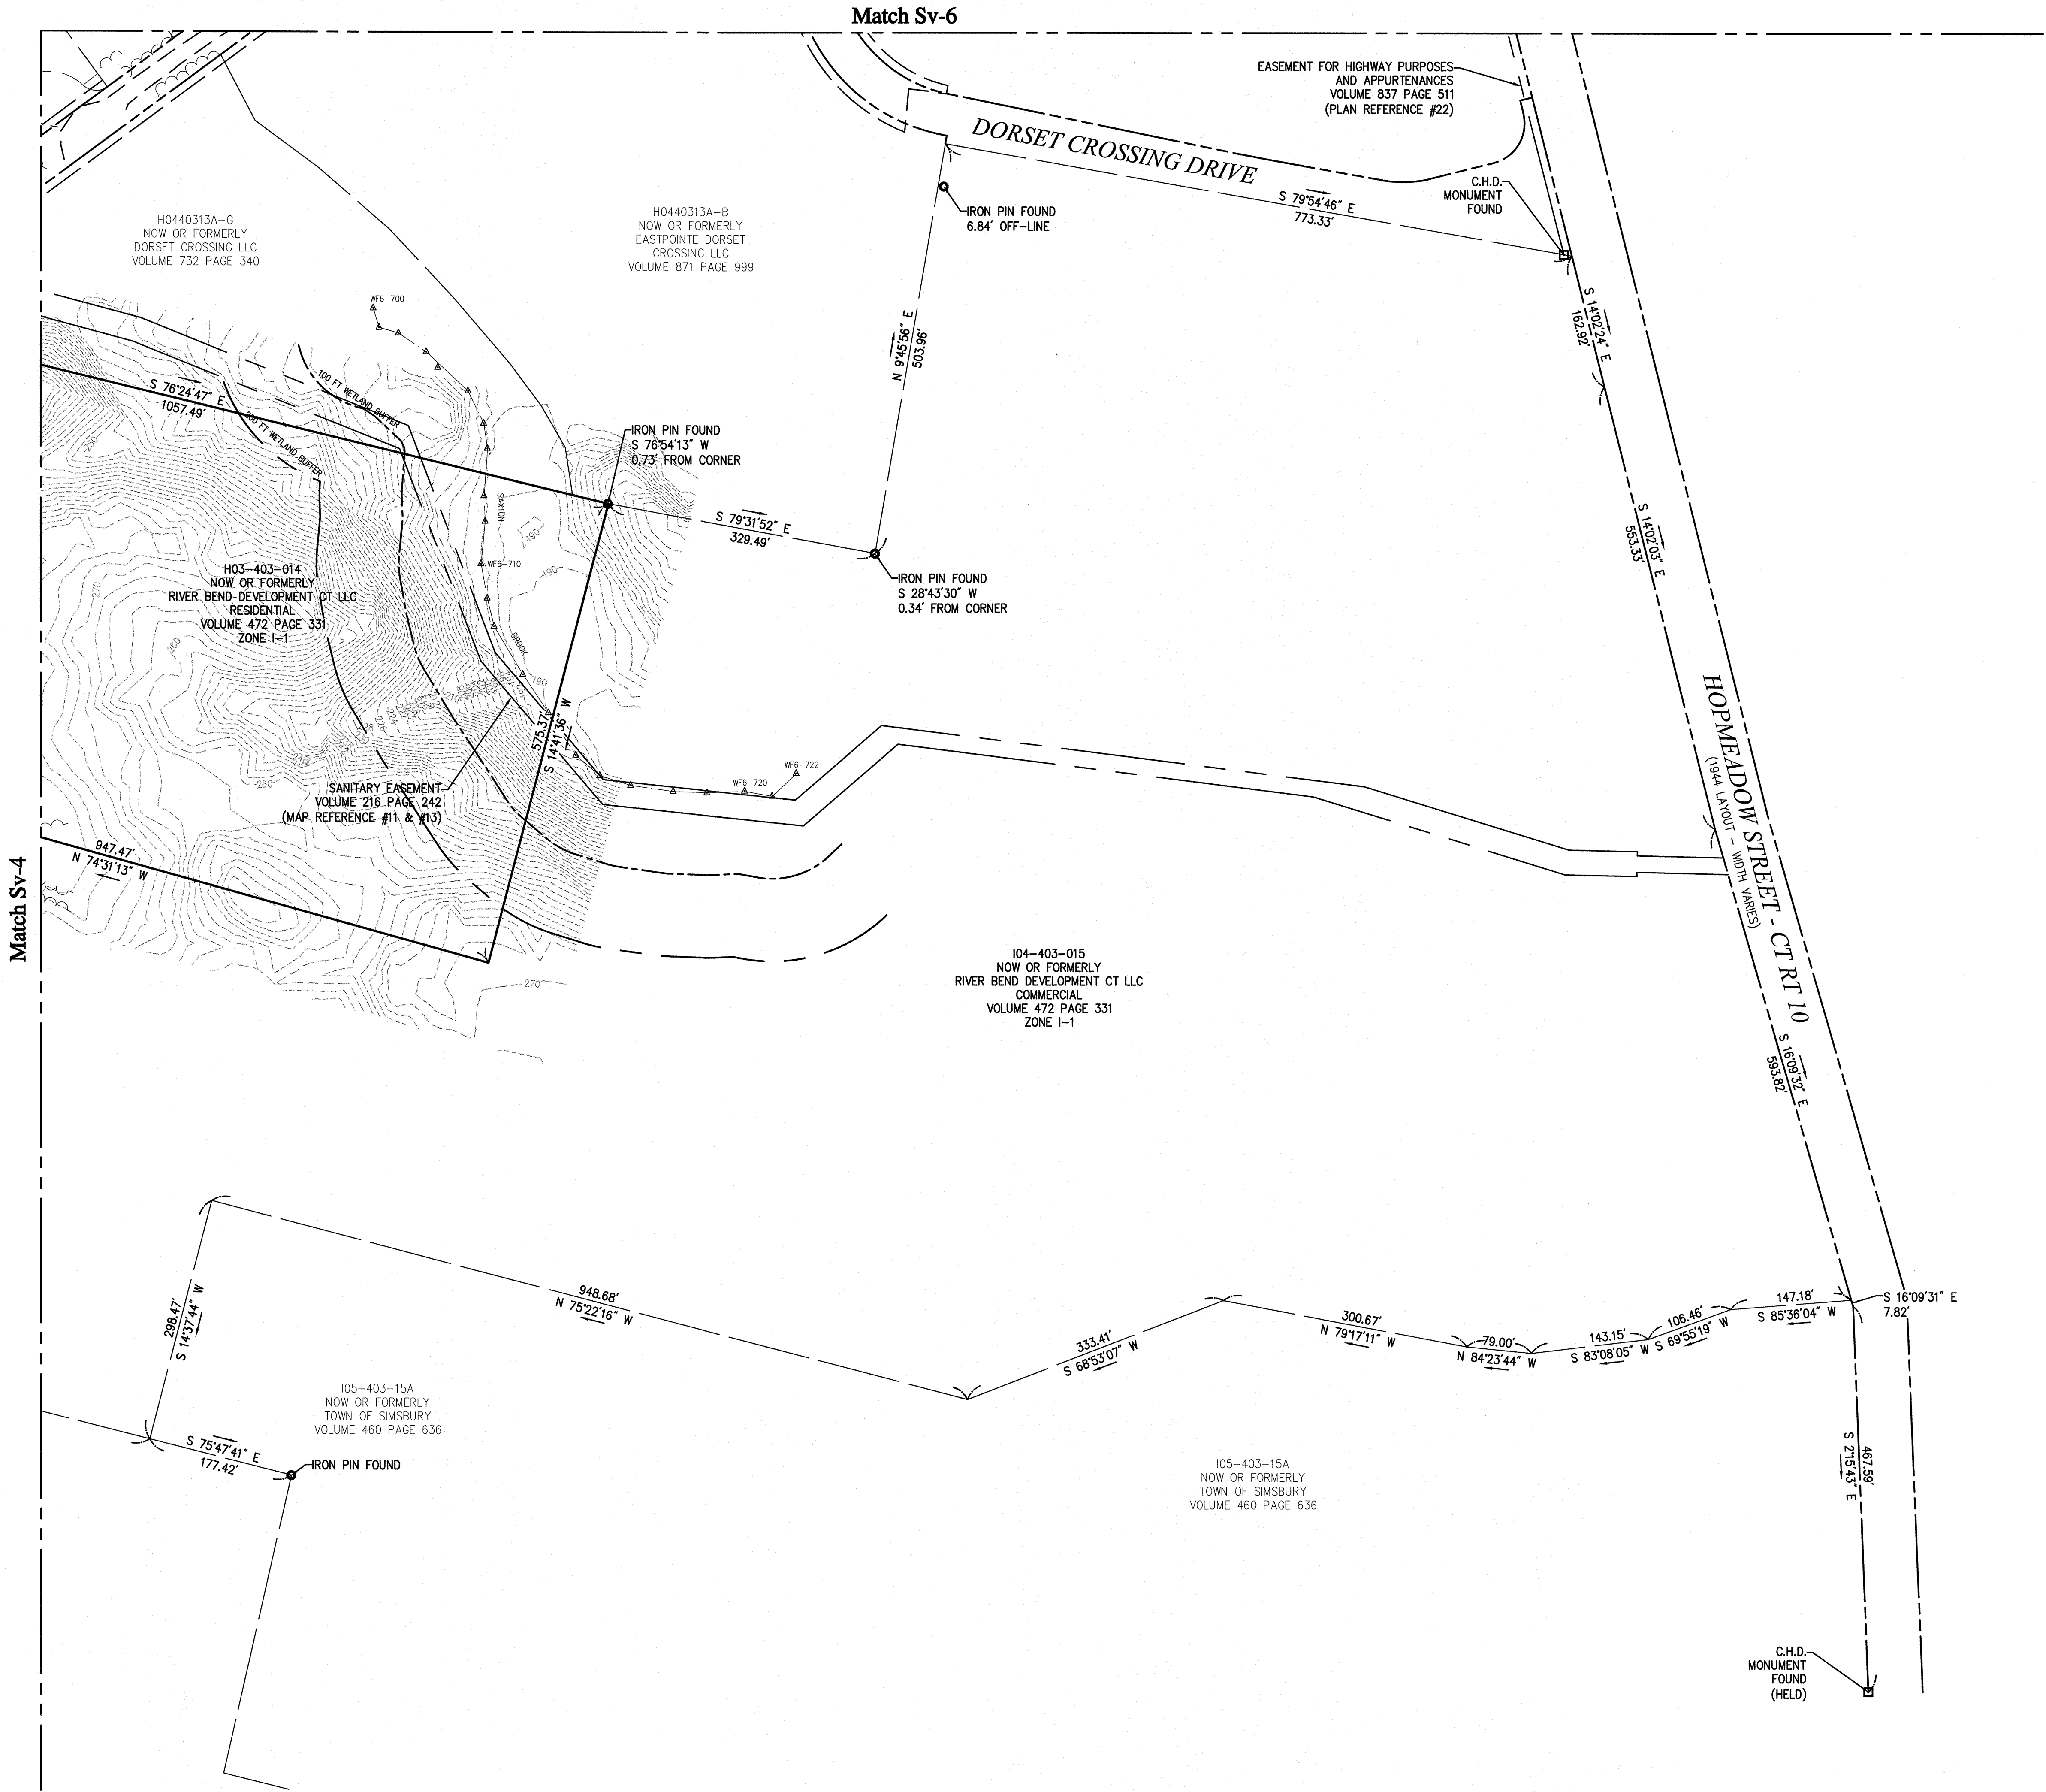 Match Sv-6
EASEMENT FOR HIGHWAY PURPOSES
AND APPURTENANCES
VOLUME 837 PAGE 511
(PLAN REFERENCE #22)
DORSET CROSSING DRIVE
S 79°54'46" E
773.33'
C.H.D.
MONUMENT
FOUND
IRON PIN FOUND
6.84' OFF-LINE
H0440313A-G
NOW OR FORMERLY
DORSET CROSSING LLC
VOLUME 732 PAGE 340
H0440313A-B
NOW OR FORMERLY
EASTPOINTE DORSET
CROSSING LLC
VOLUME 871 PAGE 999
N 9°45'56" E
503.96'
S 14°02'24" E
162.92'
WF6-700
S 76°24'47" E
1057.49'
100 FT WETLAND BUFFER
200 FT WETLAND BUFFER
250
IRON PIN FOUND
S 76°54'13" W
0.73' FROM CORNER
SAXTON
BROOK
190
190
190
S 79°31'52" E
329.49'
IRON PIN FOUND
S 28°43'30" W
0.34' FROM CORNER
WF6-710
S 14°02'03" E
553.33'
H03-403-014
NOW OR FORMERLY
RIVER BEND DEVELOPMENT CT LLC
RESIDENTIAL
VOLUME 472 PAGE 331
ZONE I-1
270
260
260
224
226
575.37'
S 14°41'36" W
SANITARY EASEMENT
VOLUME 216 PAGE 242
(MAP REFERENCE #11 & #13)
WF6-720
WF6-722
HOPMEADOW STREET - CT RT 10
(1944 LAYOUT - WIDTH VARIES)
Match Sv-4
947.47'
N 74°31'13" W
270
I04-403-015
NOW OR FORMERLY
RIVER BEND DEVELOPMENT CT LLC
COMMERCIAL
VOLUME 472 PAGE 331
ZONE I-1
S 16°09'32" E
593.82'
298.47'
S 14°37'44" W
948.68'
N 75°22'16" W
333.41'
S 68°53'07" W
300.67'
N 79°17'11" W
79.00'
N 84°23'44" W
143.15'
S 83°08'05" W
106.46'
S 69°55'19" W
147.18'
S 85°36'04" W
S 16°09'31" E
7.82'
I05-403-15A
NOW OR FORMERLY
TOWN OF SIMSBURY
VOLUME 460 PAGE 636
S 75°47'41" E
177.42'
IRON PIN FOUND
I05-403-15A
NOW OR FORMERLY
TOWN OF SIMSBURY
VOLUME 460 PAGE 636
467.59'
S 2°15'43" E
C.H.D.
MONUMENT
FOUND
(HELD)